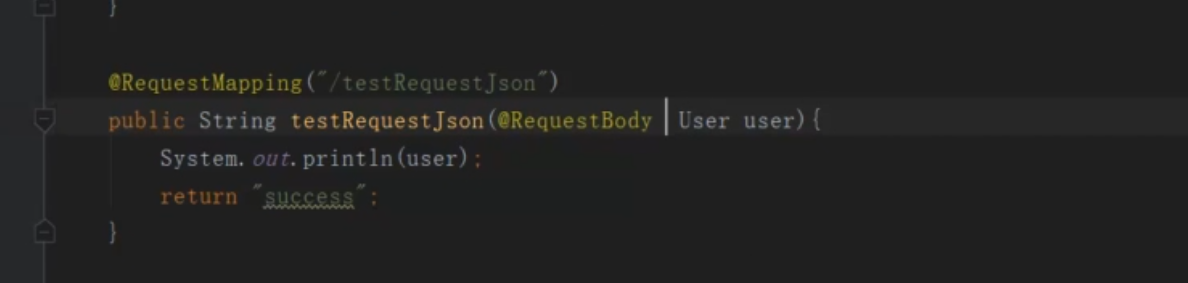 }
@RequestMapping("/testRequestJson")
public String testRequestJson(@RequestBody User user){
System.out.println(user);
return "success";
}